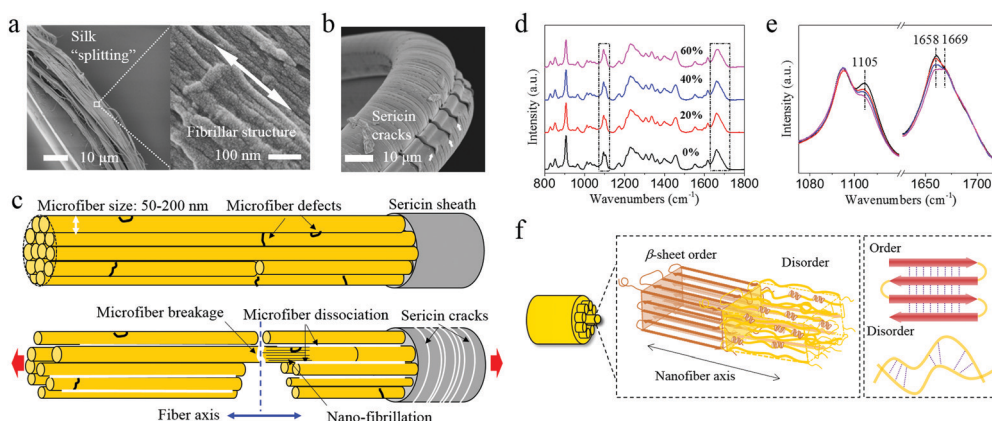 a
Silk
"splitting"
Fibrillar structure
10 μm
100 nm
b
Sericin
cracks
10 μm
c
Microfiber size: 50-200 nm
Microfiber defects
Sericin sheath
Microfiber breakage
Microfiber dissociation
Sericin cracks
Fiber axis
Nano-fibrillation
d
Intensity (a.u.)
60%
40%
20%
0%
800 1000 1200 1400 1600 1800
Wavenumbers (cm-1)
e
Intensity (a.u.)
1105
1658 1669
1080 1100 1650 1700
Wavenumbers (cm-1)
f
β-sheet order
Disorder
Nanofiber axis
Order
Disorder